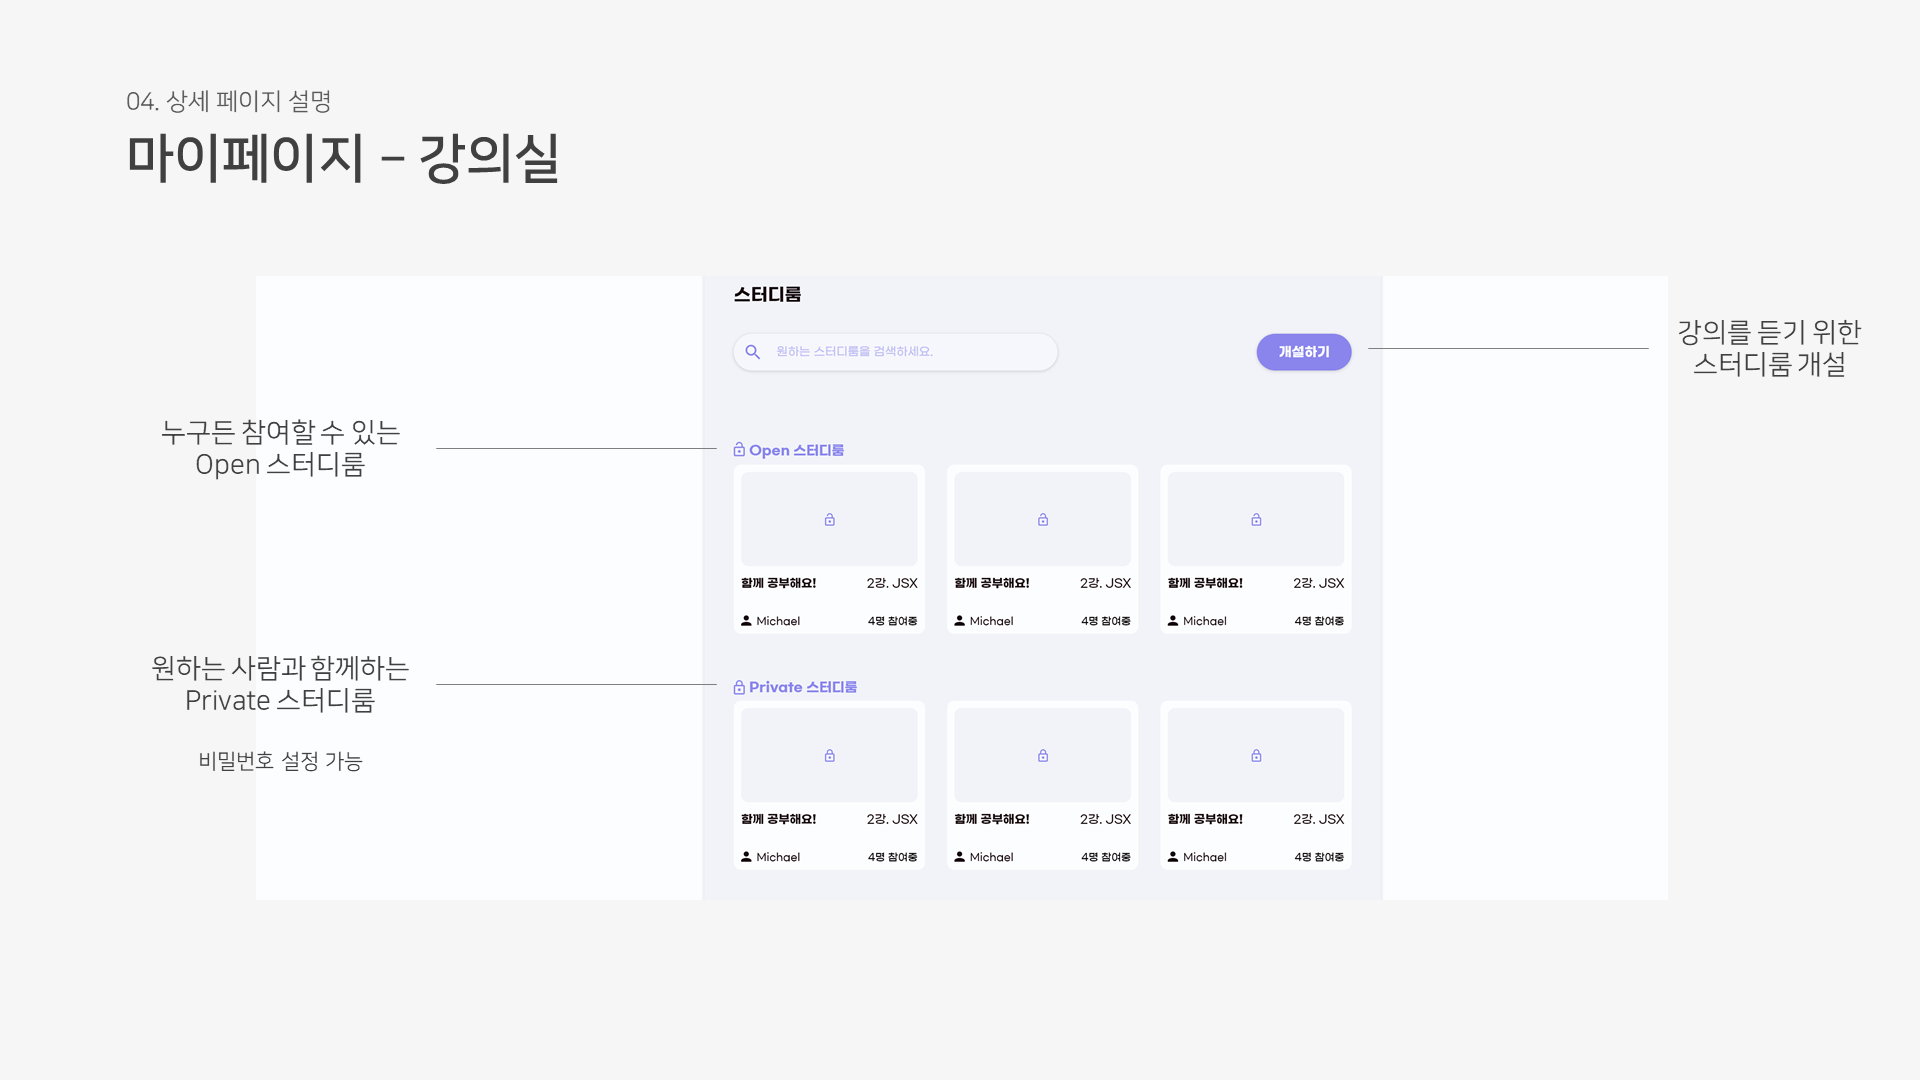 04. 상세 페이지 설명
마이페이지 – 강의실
스터디룸
원하는 스터디룸을 검색하세요.
개설하기
강의를 듣기 위한
스터디룸 개설
누구든 참여할 수 있는
Open 스터디룸
Open 스터디룸
함께 공부해요! 2강. JSX
Michael 4명 참여중
함께 공부해요! 2강. JSX
Michael 4명 참여중
함께 공부해요! 2강. JSX
Michael 4명 참여중
원하는 사람과 함께하는
Private 스터디룸
비밀번호 설정 가능
Private 스터디룸
함께 공부해요! 2강. JSX
Michael 4명 참여중
함께 공부해요! 2강. JSX
Michael 4명 참여중
함께 공부해요! 2강. JSX
Michael 4명 참여중